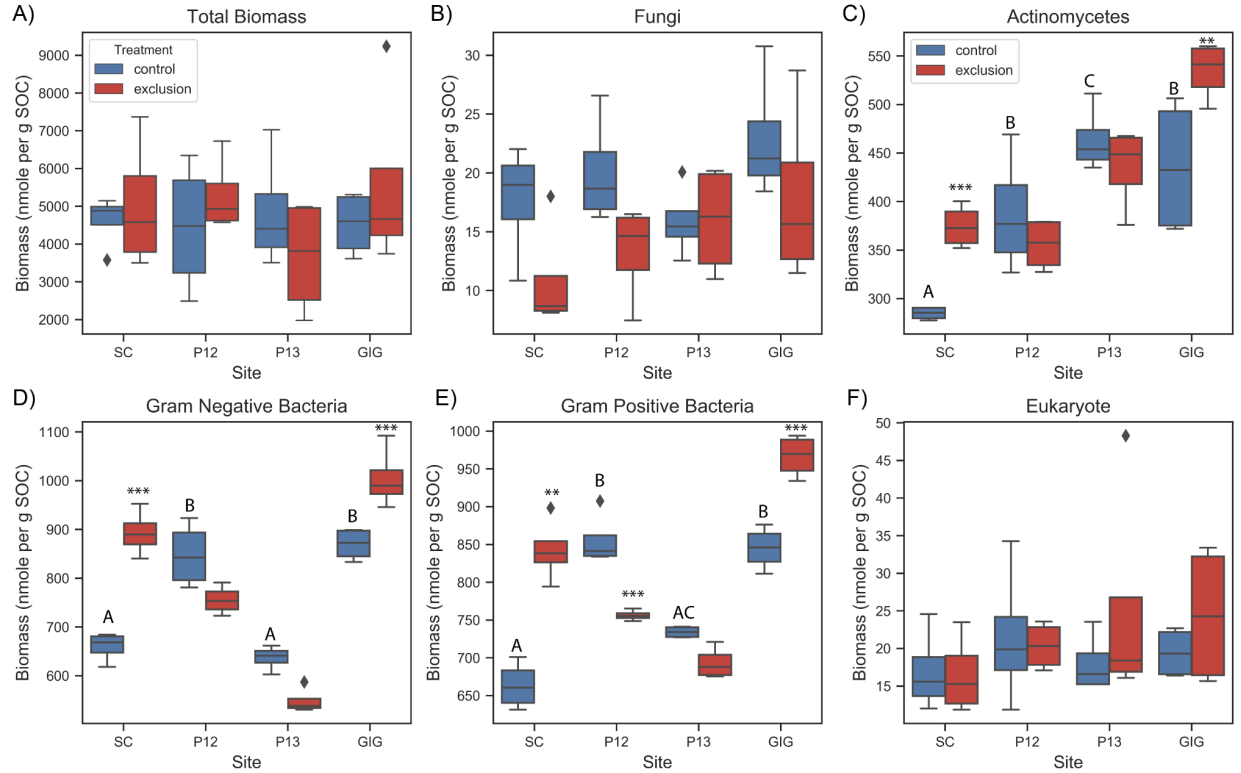 A)
Total Biomass
Biomass (nmole per g SOC)
9000
8000
7000
6000
5000
4000
3000
2000
Treatment
control
exclusion
SC P12 P13 GIG
Site
B)
Fungi
Biomass (nmole per g SOC)
30
25
20
15
10
SC P12 P13 GIG
Site
C)
Actinomycetes
Biomass (nmole per g SOC)
550
500
450
400
350
300
control
exclusion
A *** B C B **
SC P12 P13 GIG
Site
D)
Gram Negative Bacteria
Biomass (nmole per g SOC)
1100
1000
900
800
700
600
A *** B A B ***
SC P12 P13 GIG
Site
E)
Gram Positive Bacteria
Biomass (nmole per g SOC)
1000
950
900
850
800
750
700
650
A ** B *** AC B ***
SC P12 P13 GIG
Site
F)
Eukaryote
Biomass (nmole per g SOC)
50
45
40
35
30
25
20
15
SC P12 P13 GIG
Site